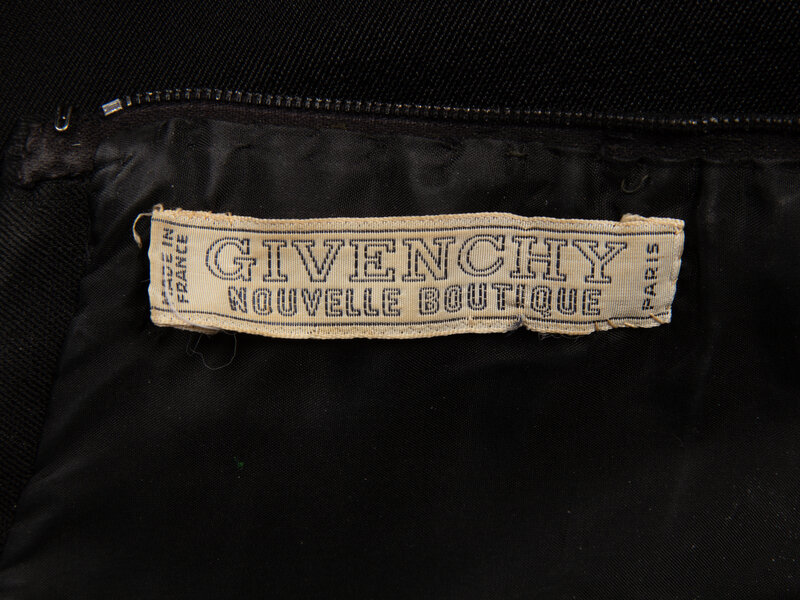 MADE IN
FRANCE
GIVENCHY
NOUVELLE BOUTIQUE
PARIS